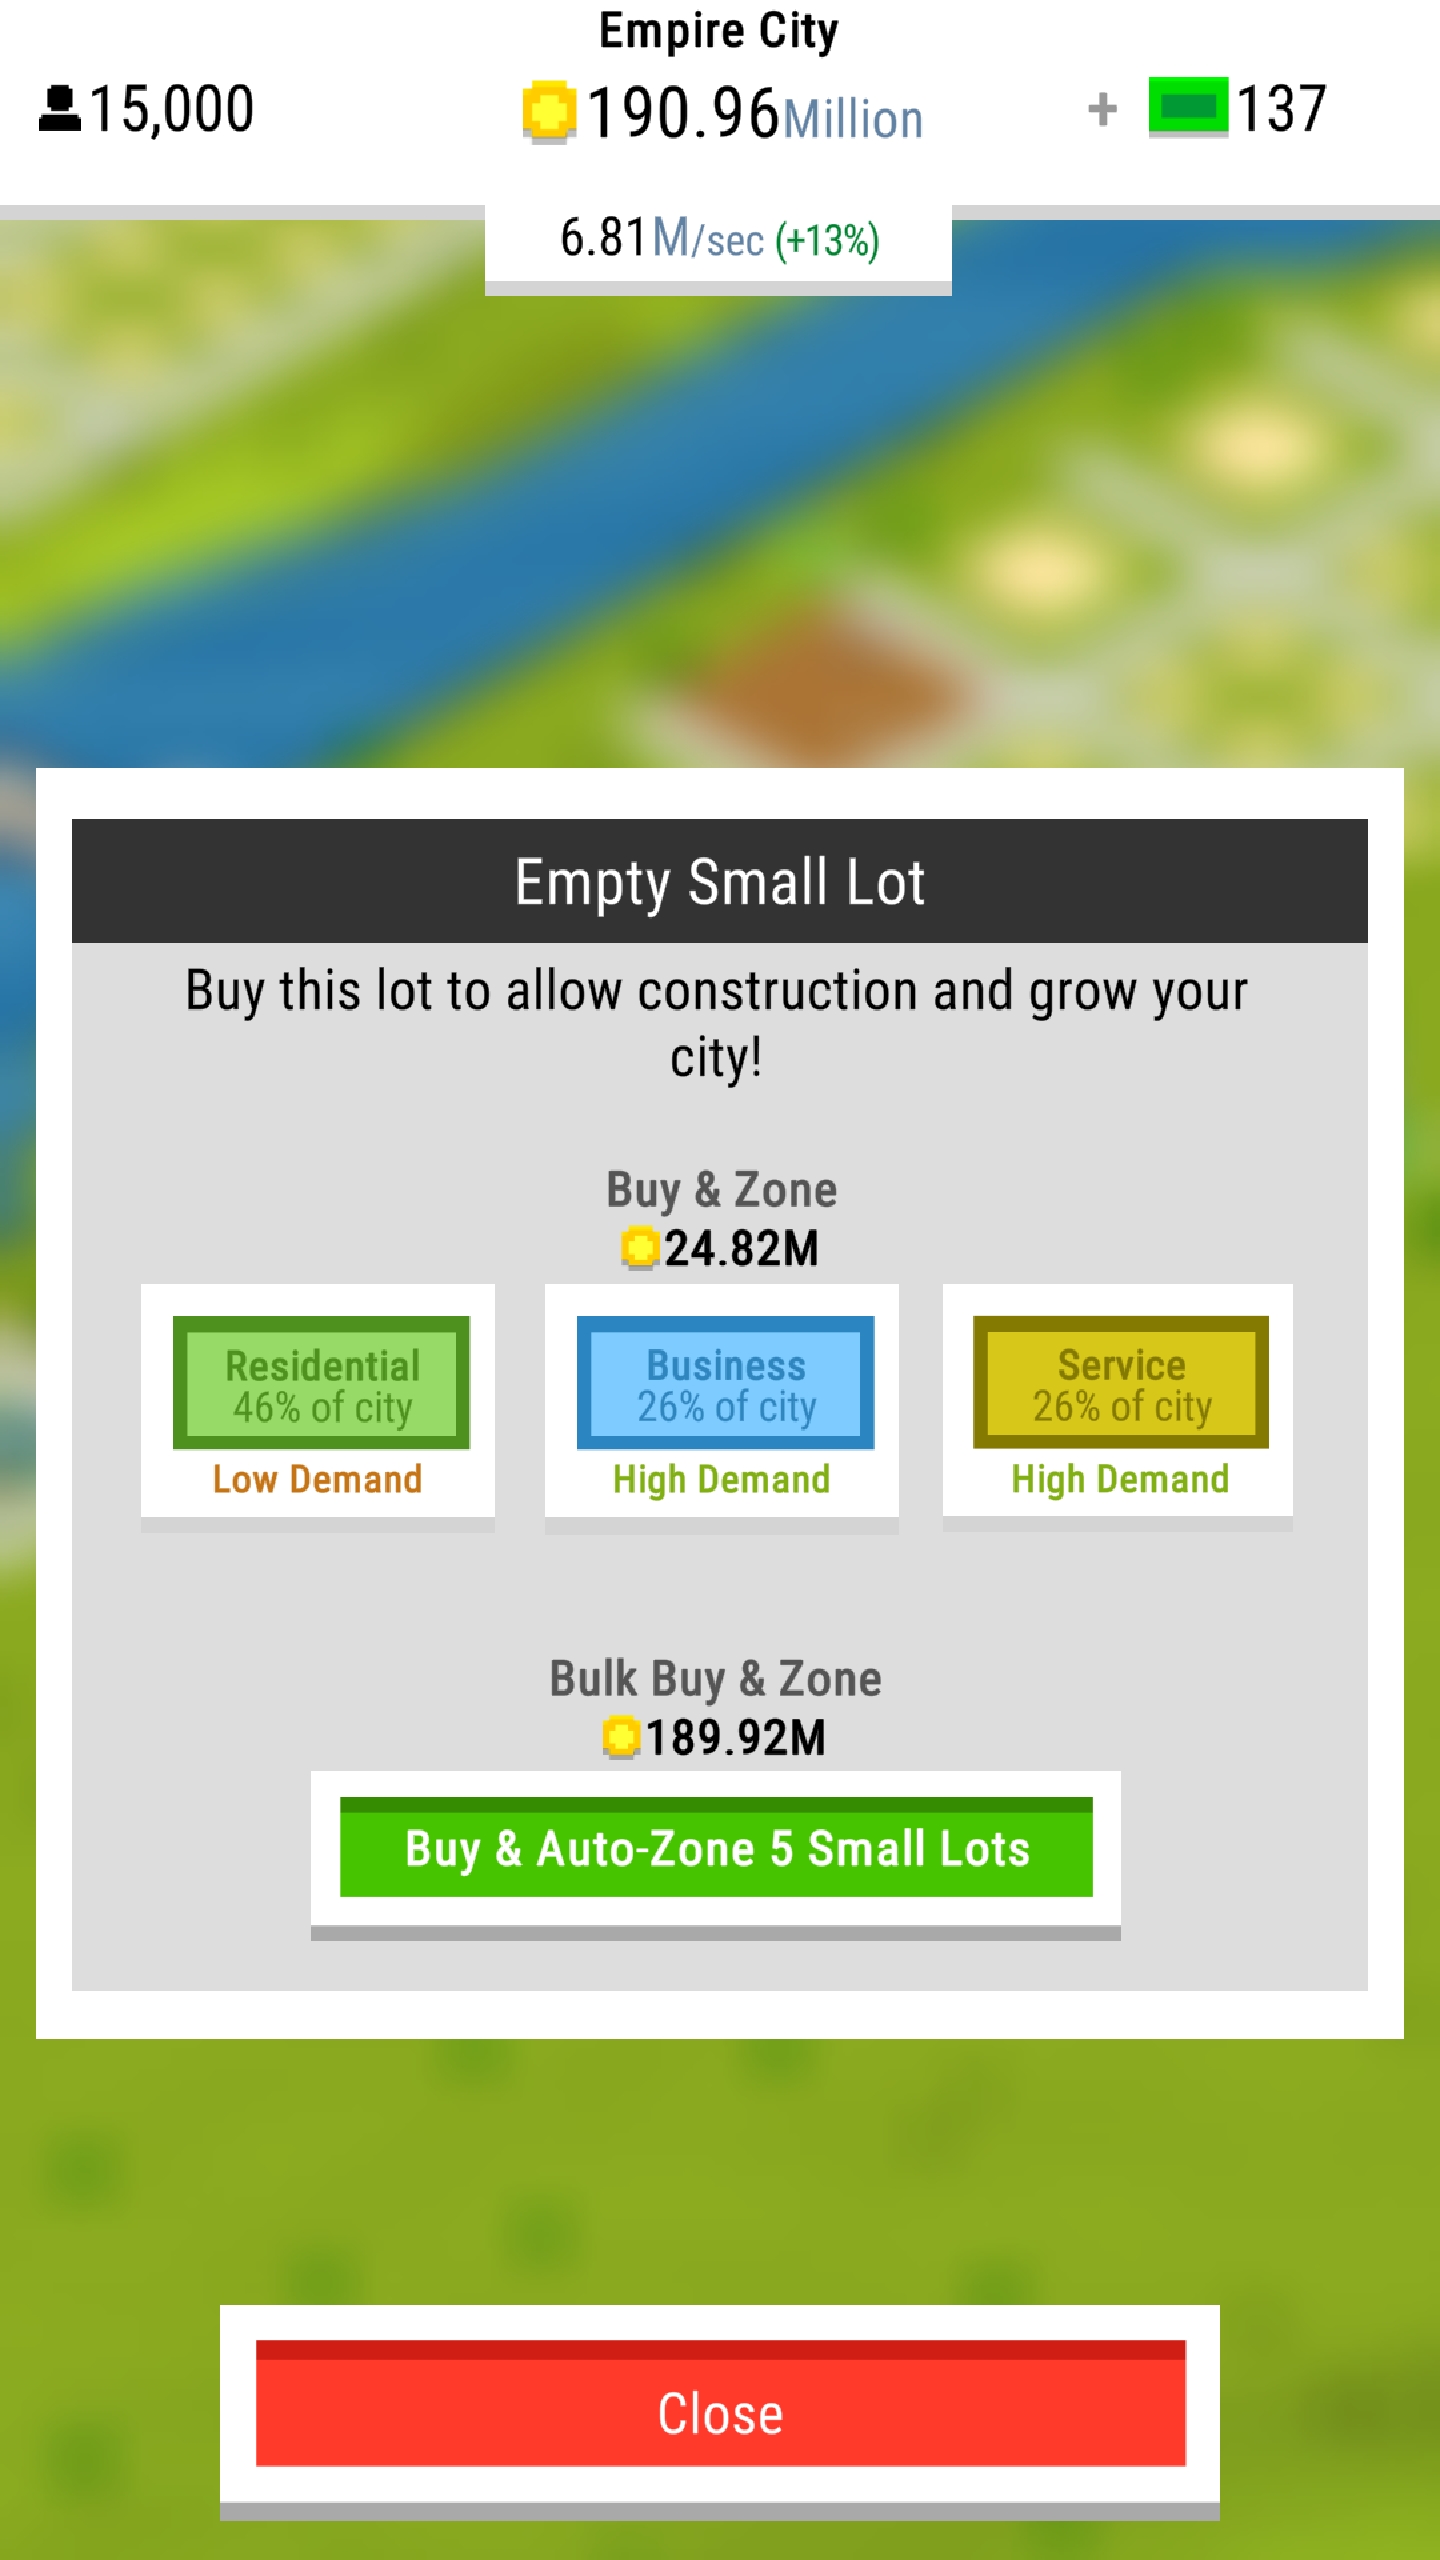 Empire City
15,000
190.96Million
+ 137
6.81M/sec (+13%)
Empty Small Lot
Buy this lot to allow construction and grow your
city!
Buy & Zone
24.82M
Residential
46% of city
Low Demand
Business
26% of city
High Demand
Service
26% of city
High Demand
Bulk Buy & Zone
189.92M
Buy & Auto-Zone 5 Small Lots
Close